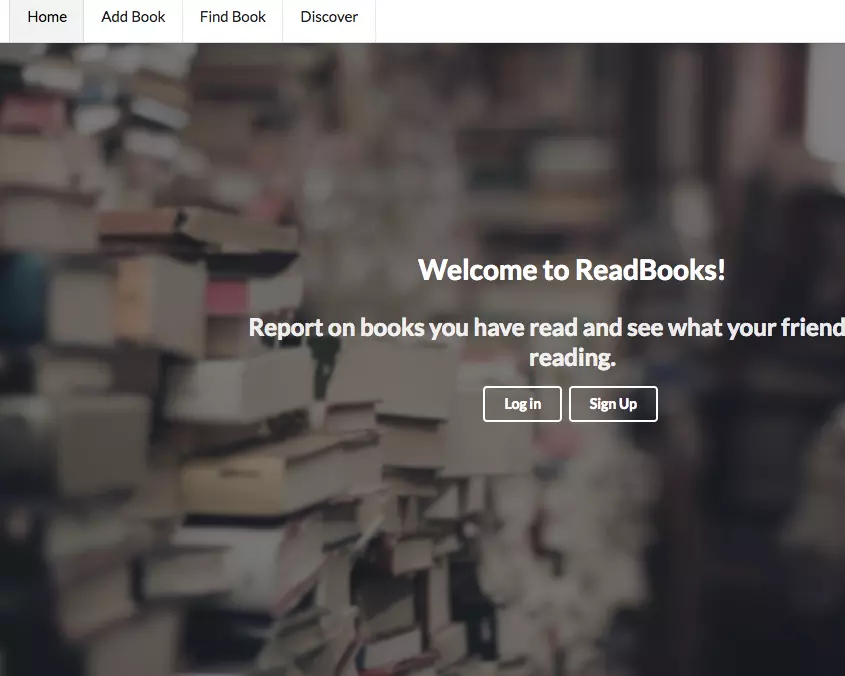 Home Add Book Find Book Discover
Welcome to ReadBooks!
Report on books you have read and see what your friend
reading.
Log in Sign Up